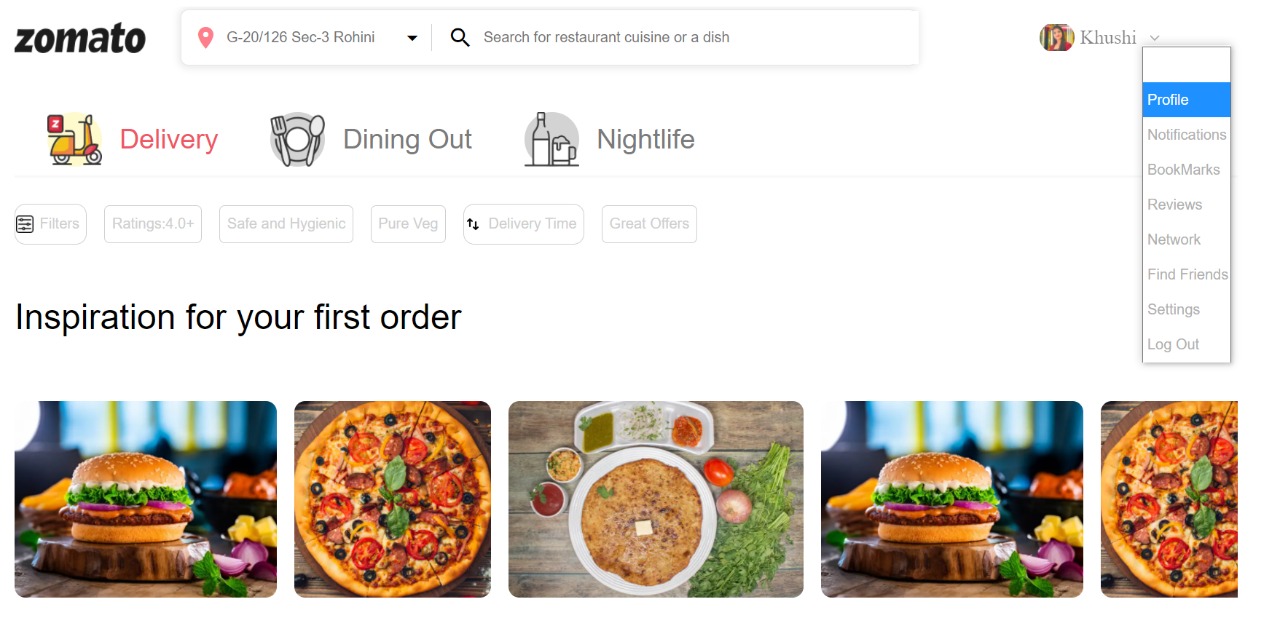 zomato
G-20/126 Sec-3 Rohini
Search for restaurant cuisine or a dish
Khushi
Profile
Notifications
BookMarks
Reviews
Network
Find Friends
Settings
Log Out
Z
Delivery
Dining Out
Nightlife
Filters
Ratings:4.0+
Safe and Hygienic
Pure Veg
Delivery Time
Great Offers
Inspiration for your first order